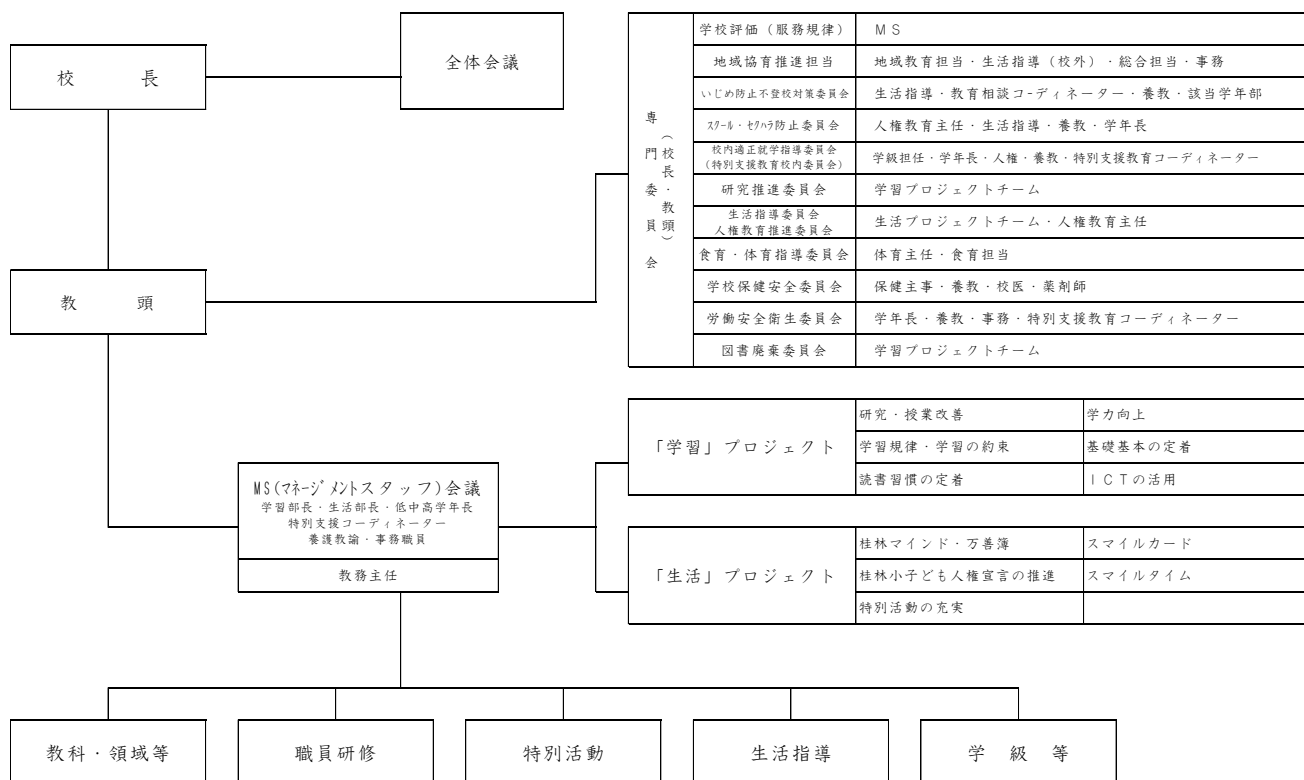 校　　　長
全体会議
教　　　頭
専門委員会
（校長・教頭）
学校評価（服務規律）　ＭＳ
地域協育推進担当　地域教育担当・生活指導（校外）・総合担当・事務
いじめ防止不登校対策委員会　生活指導・教育相談コーディネーター・養教・該当学年部
スクール・セクハラ防止委員会　人権教育主任・生活指導・養教・学年長
校内適正就学指導委員会
（特別支援教育校内委員会）　学級担任・学年長・人権・養教・特別支援教育コーディネーター
研究推進委員会　学習プロジェクトチーム
生活指導委員会
人権教育推進委員会　生活プロジェクトチーム・人権教育主任
食育・体育指導委員会　体育主任・食育担当
学校保健安全委員会　保健主事・養教・校医・薬剤師
労働安全衛生委員会　学年長・養教・事務・特別支援教育コーディネーター
図書廃棄委員会　学習プロジェクトチーム
「学習」プロジェクト
研究・授業改善　学力向上
学習規律・学習の約束　基礎基本の定着
読書習慣の定着　ＩＣＴの活用
MS(マネージメントスタッフ)会議
学習部長・生活部長・低中高学年長
特別支援コーディネーター
養護教諭・事務職員
教務主任
「生活」プロジェクト
桂林マインド・万善簿　スマイルカード
桂林小子ども人権宣言の推進　スマイルタイム
特別活動の充実
教科・領域等
職員研修
特別活動
生活指導
学　級　等